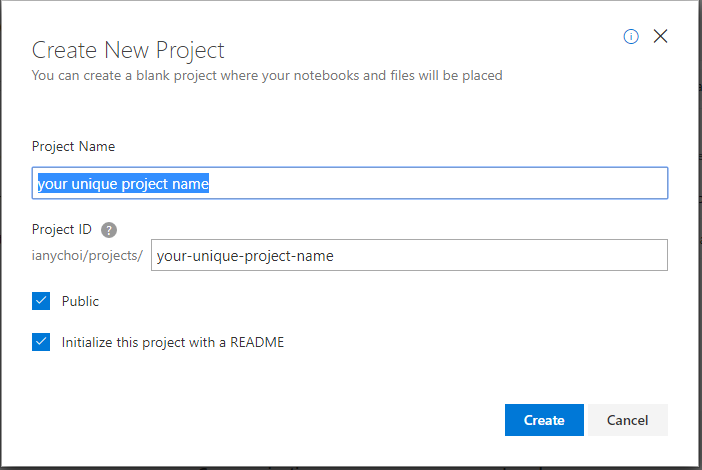 Create New Project
You can create a blank project where your notebooks and files will be placed
Project Name
your unique project name
Project ID ?
ianychoi/projects/ your-unique-project-name
Public
Initialize this project with a README
Create Cancel